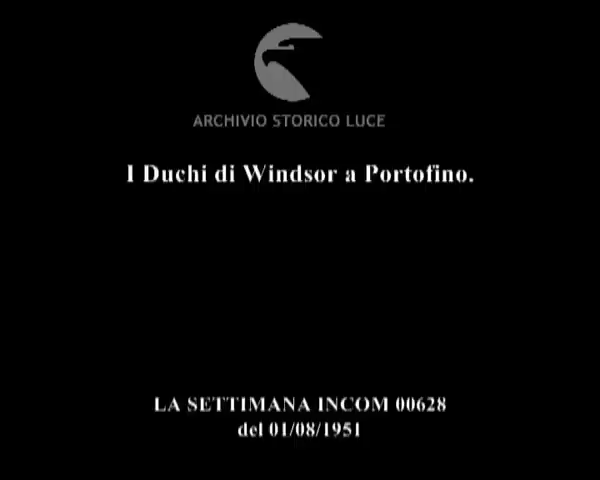 ARCHIVIO STORICO LUCE
I Duchi di Windsor a Portofino.
LA SETTIMANA INCOM 00628
del 01/08/1951